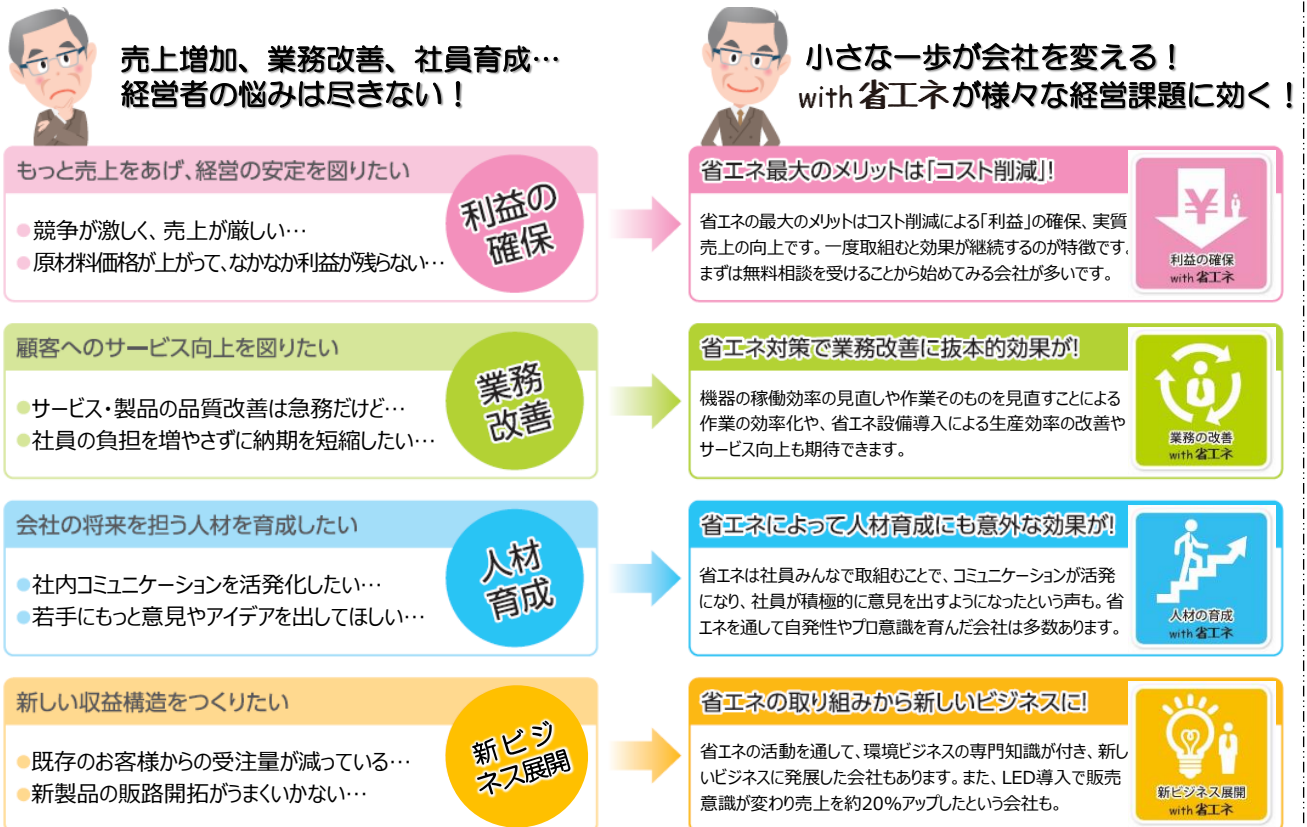 売上増加、業務改善、社員育成…
経営者の悩みは尽きない！
小さな一歩が会社を変える！
with 省エネが様々な経営課題に効く！
もっと売上をあげ、経営の安定を図りたい
●競争が激しく、売上が厳しい…
●原材料価格が上がって、なかなか利益が残らない…
利益の
確保
省エネ最大のメリットは「コスト削減」!
省エネの最大のメリットはコスト削減による「利益」の確保、実質
売上の向上です。一度取組むと効果が継続するのが特徴です。
まずは無料相談を受けることから始めてみる会社が多いです。
¥
利益の確保
with 省エネ
顧客へのサービス向上を図りたい
●サービス・製品の品質改善は急務だけど…
●社員の負担を増やさずに納期を短縮したい…
業務
改善
省エネ対策で業務改善に抜本的効果が!
機器の稼働効率の見直しや作業そのものを見直すことによる
作業の効率化や、省エネ設備導入による生産効率の改善や
サービス向上も期待できます。
業務の改善
with 省エネ
会社の将来を担う人材を育成したい
●社内コミュニケーションを活発化したい…
●若手にもっと意見やアイデアを出してほしい…
人材
育成
省エネによって人材育成にも意外な効果が!
省エネは社員みんなで取組むことで、コミュニケーションが活発
になり、社員が積極的に意見を出すようになったという声も。省
エネを通して自発性やプロ意識を育んだ会社は多数あります。
人材の育成
with 省エネ
新しい収益構造をつくりたい
●既存のお客様からの受注量が減っている…
●新製品の販路開拓がうまくいかない…
新ビジ
ネス展開
省エネの取り組みから新しいビジネスに!
省エネの活動を通して、環境ビジネスの専門知識が付き、新し
いビジネスに発展した会社もあります。また、LED導入で販売
意識が変わり売上を約20%アップしたという会社も。
新ビジネス展開
with 省エネ